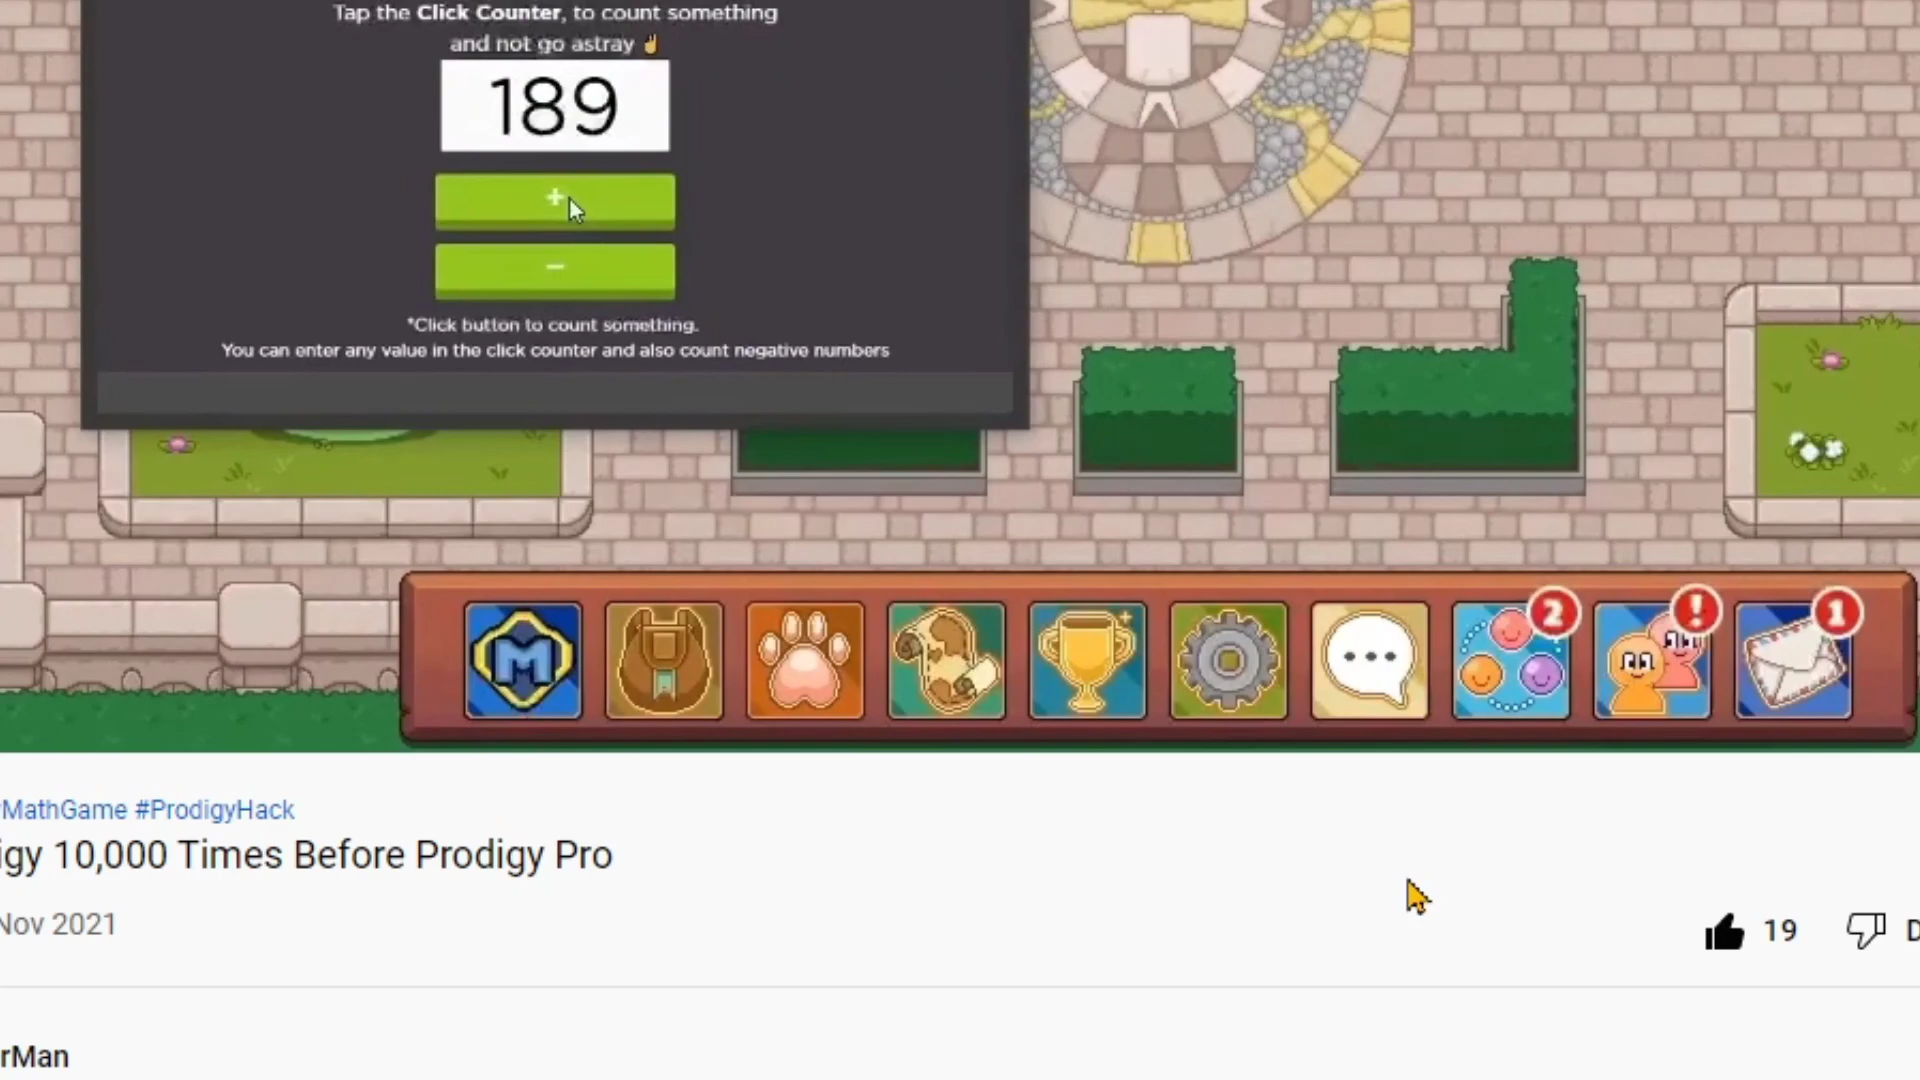 Tap the Click Counter, to count something
and not go astray ✌
189
+
−
*Click button to count something.
You can enter any value in the click counter and also count negative numbers
M
2
!
1
MathGame #ProdigyHack
igy 10,000 Times Before Prodigy Pro
Nov 2021
19
D
rMan